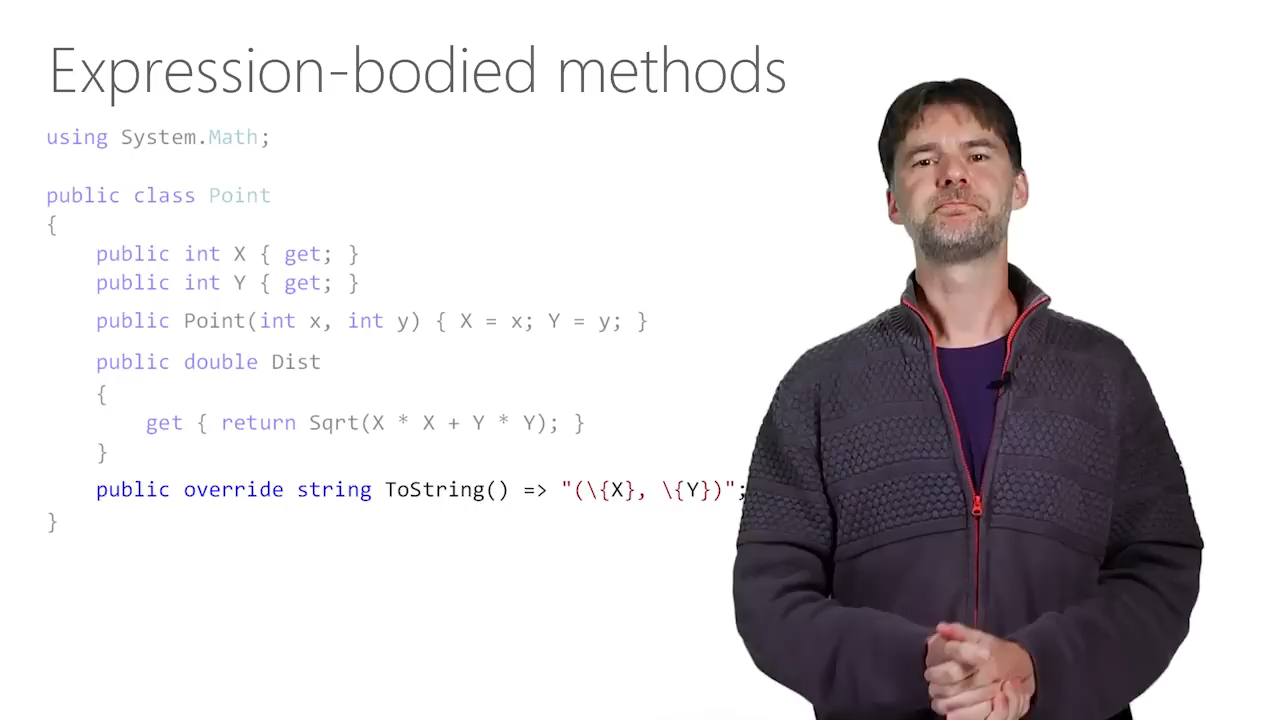 Expression-bodied methods
using System.Math;
public class Point
{
public int X { get; }
public int Y { get; }
public Point(int x, int y) { X = x; Y = y; }
public double Dist
{
get { return Sqrt(X * X + Y * Y); }
}
public override string ToString() => "(\{X}, \{Y})";
}